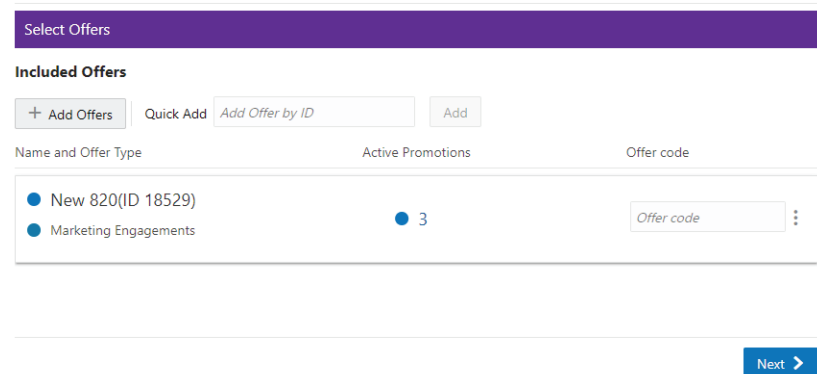 Select Offers
Included Offers
+ Add Offers Quick Add Add Offer by ID Add
Name and Offer Type Active Promotions Offer code
New 820(ID 18529)
3 Offer code
Marketing Engagements
Next